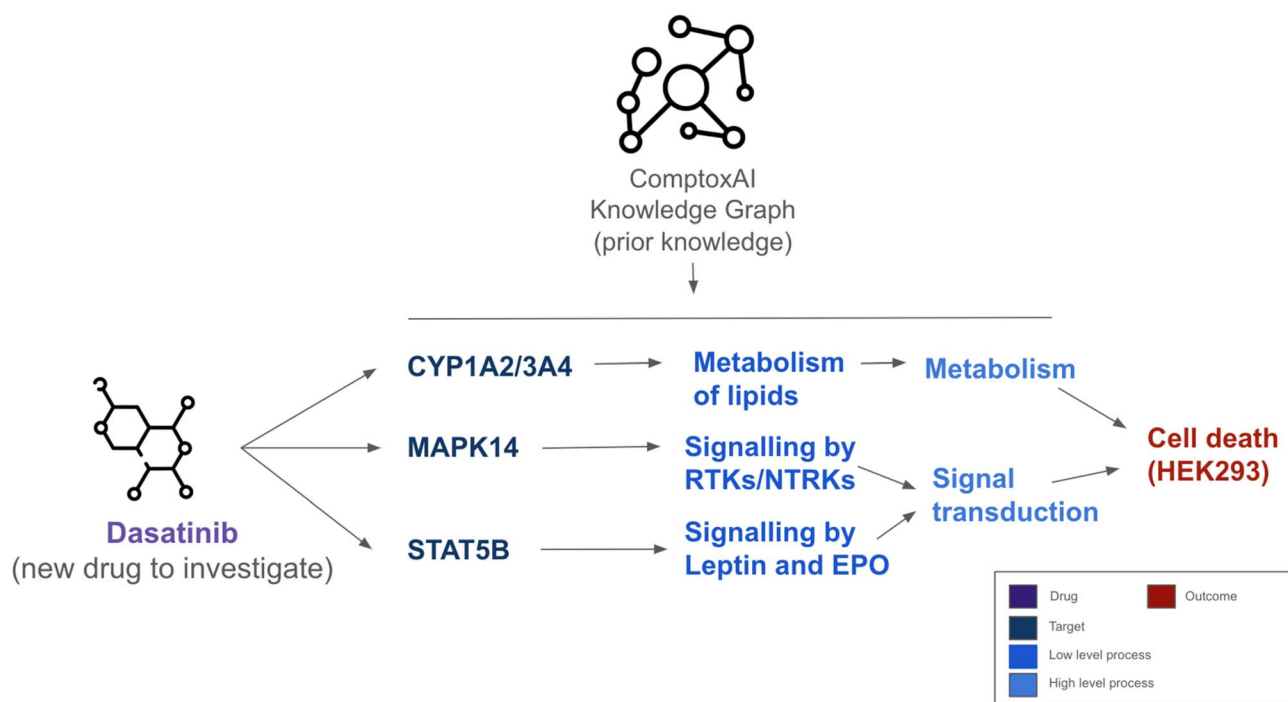 ComptoxAI
Knowledge Graph
(prior knowledge)
CYP1A2/3A4
Metabolism
of lipids
Metabolism
MAPK14
Signalling by
RTKs/NTRKs
Signal
transduction
Cell death
(HEK293)
Dasatinib
(new drug to investigate)
STAT5B
Signalling by
Leptin and EPO
Drug
Outcome
Target
Low level process
High level process